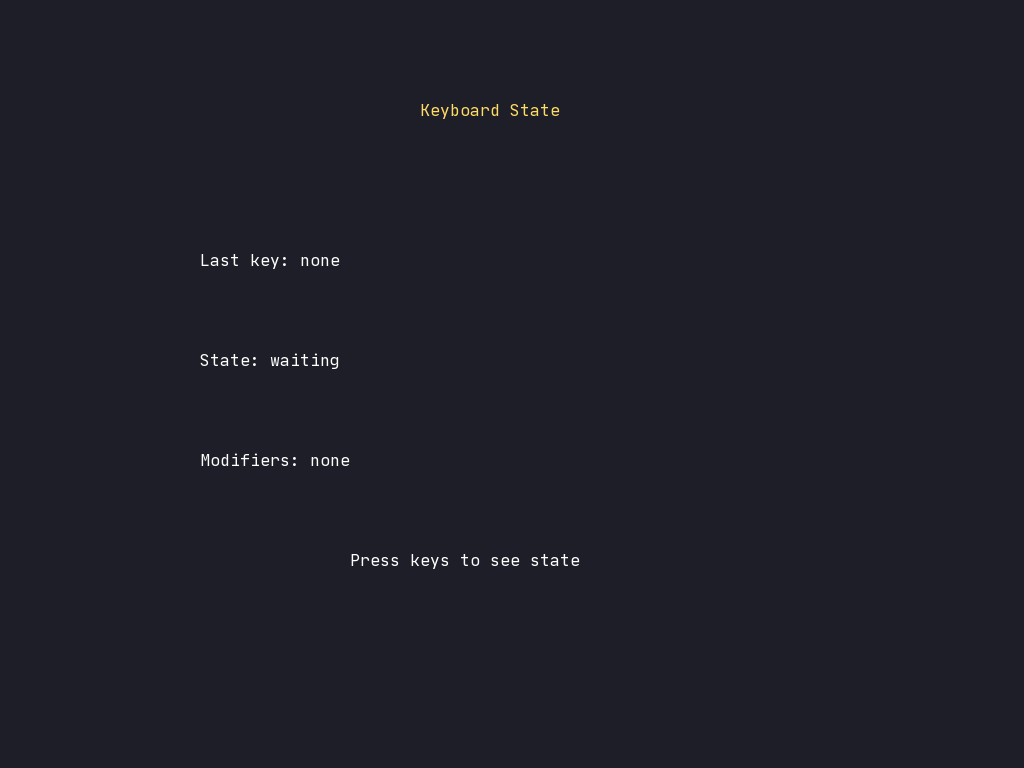 Keyboard State
Last key: none
State: waiting
Modifiers: none
Press keys to see state